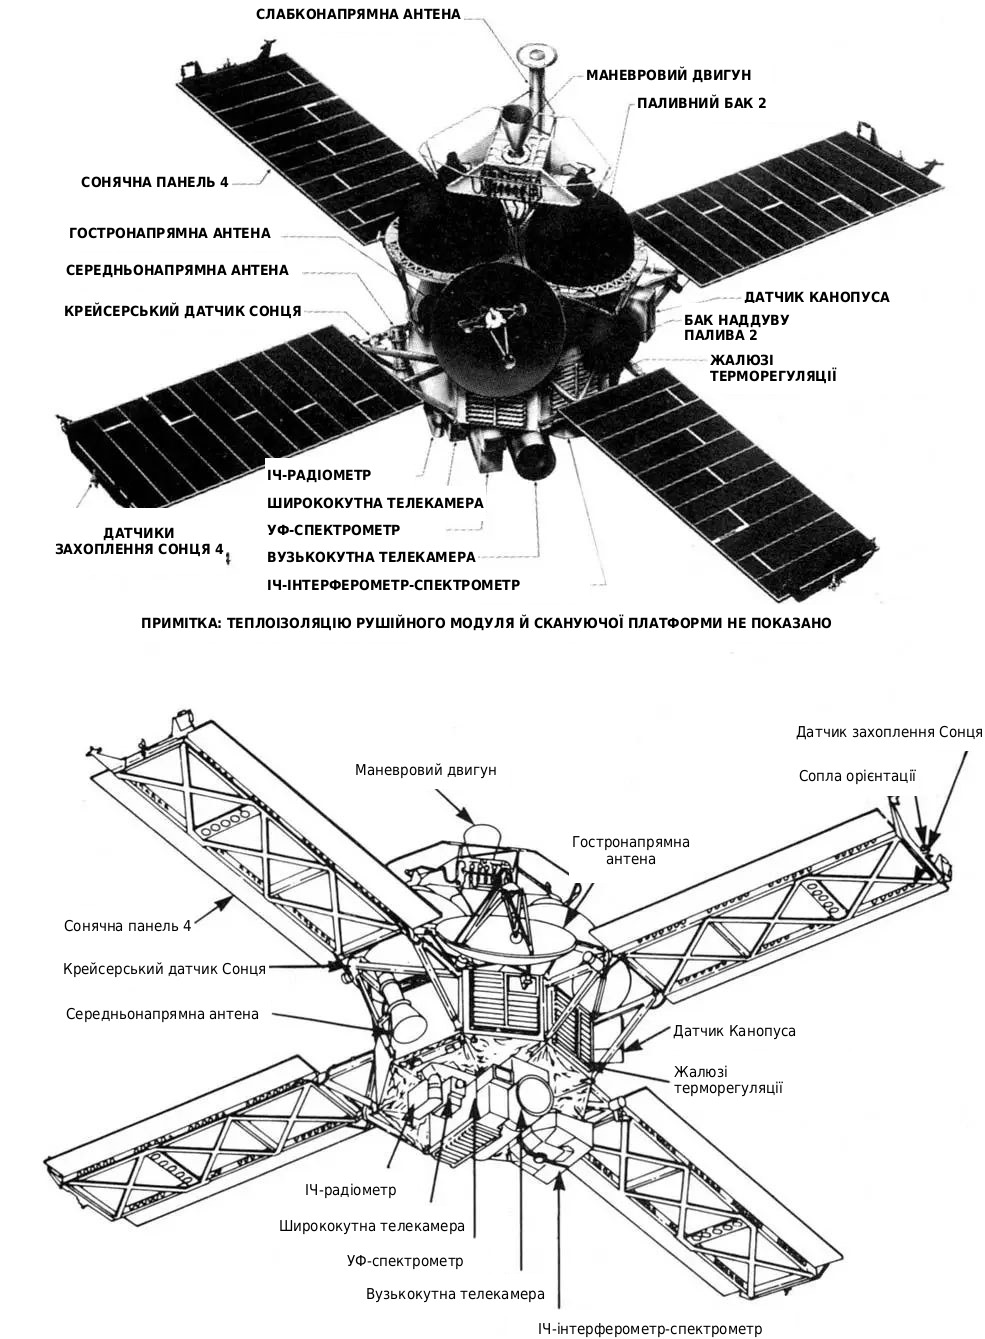 СЛАБКОНАПРЯМНА АНТЕНА
МАНЕВРОВИЙ ДВИГУН
ПАЛИВНИЙ БАК 2
СОНЯЧНА ПАНЕЛЬ 4
ГОСТРОНАПРЯМНА АНТЕНА
СЕРЕДНЬОНАПРЯМНА АНТЕНА
КРЕЙСЕРСЬКИЙ ДАТЧИК СОНЦЯ
ДАТЧИК КАНОПУСА
БАК НАДДУВУ
ПАЛИВА 2
ЖАЛЮЗІ
ТЕРМОРЕГУЛЯЦІЇ
ІЧ-РАДІОМЕТР
ШИРОКОКУТНА ТЕЛЕКАМЕРА
УФ-СПЕКТРОМЕТР
ВУЗЬКОКУТНА ТЕЛЕКАМЕРА
ІЧ-ІНТЕРФЕРОМЕТР-СПЕКТРОМЕТР
ДАТЧИКИ
ЗАХОПЛЕННЯ СОНЦЯ 4
ПРИМІТКА: ТЕПЛОІЗОЛЯЦІЮ РУШІЙНОГО МОДУЛЯ Й СКАНУЮЧОЇ ПЛАТФОРМИ НЕ ПОКАЗАНО
Датчик захоплення Сонця
Маневровий двигун
Сопла орієнтації
Гостронапрямна
антена
Сонячна панель 4
Крейсерський датчик Сонця
Середньонапрямна антена
Датчик Канопуса
Жалюзі
терморегуляції
ІЧ-радіометр
Ширококутна телекамера
УФ-спектрометр
Вузькокутна телекамера
ІЧ-інтерферометр-спектрометр